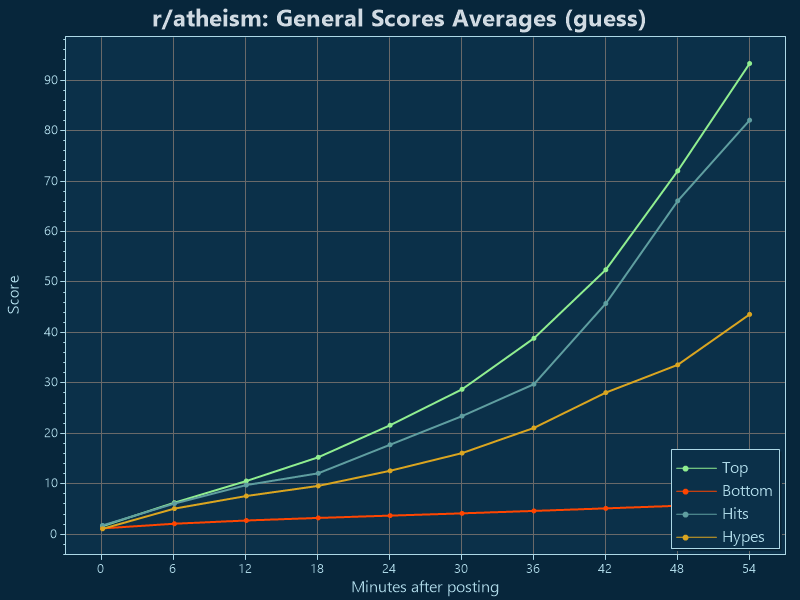 r/atheism: General Scores Averages (guess)
90
80
70
60
50
40
30
20
10
0
Score
Top
Bottom
Hits
Hypes
0 6 12 18 24 30 36 42 48 54
Minutes after posting